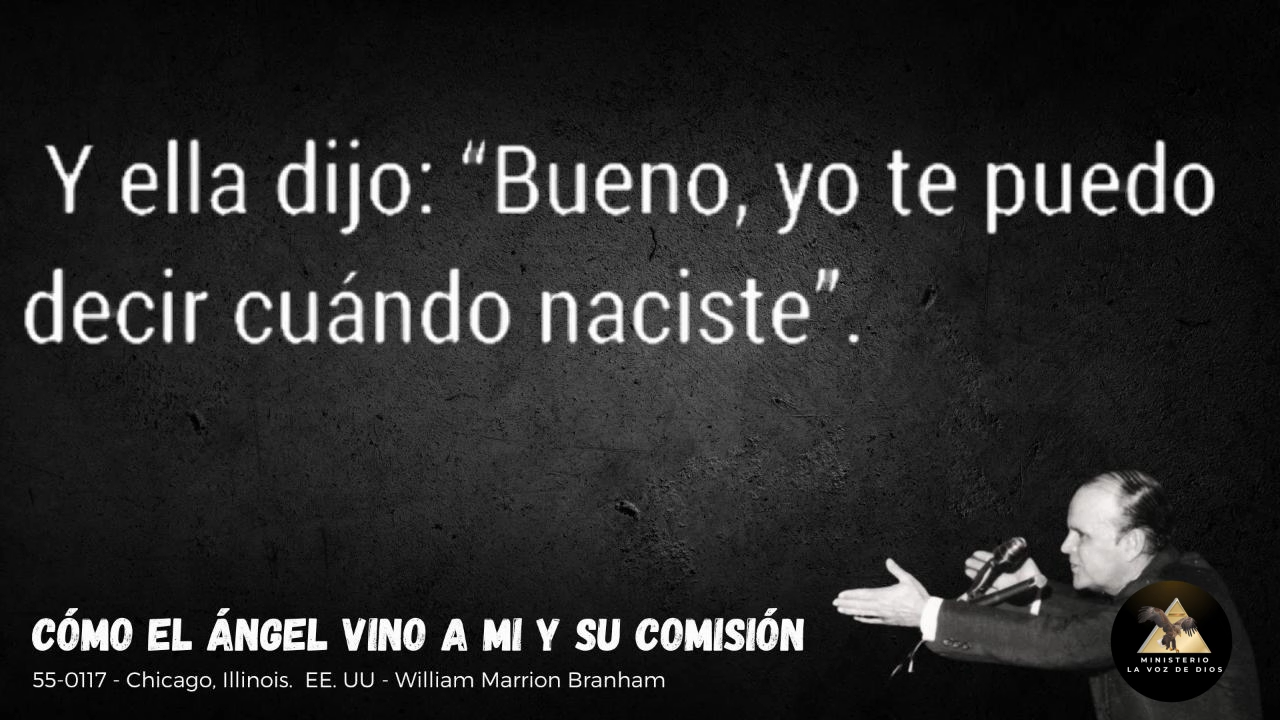 Y ella dijo: “Bueno, yo te puedo
decir cuándo naciste”.
CÓMO EL ÁNGEL VINO A MI Y SU COMISIÓN
55-0117 - Chicago, Illinois.  EE. UU - William Marrion Branham
MINISTERIO
LA VOZ DE DIOS